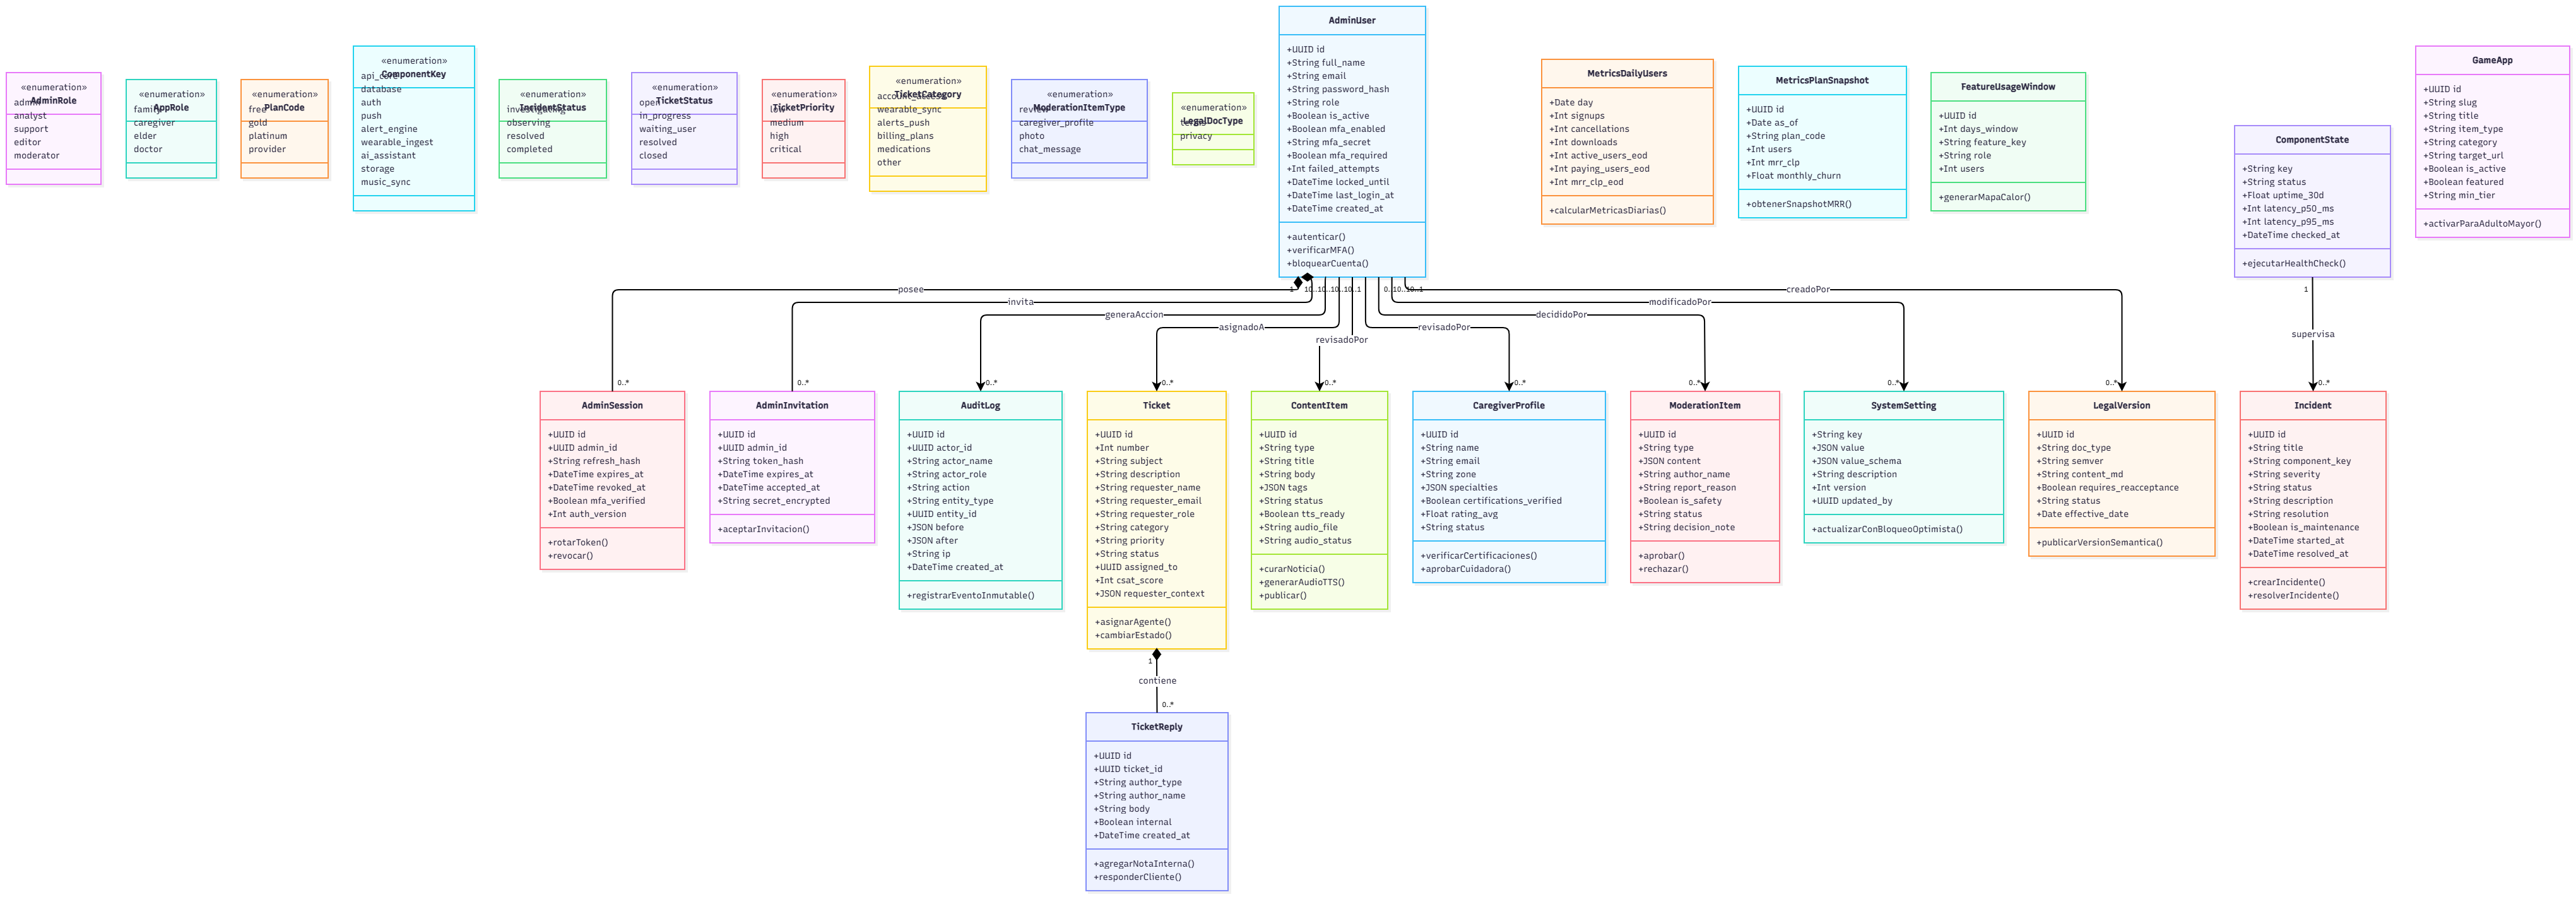 «enumeration»
AdminRole
admin
analyst
support
editor
moderator
«enumeration»
AppRole
family
caregiver
elder
doctor
«enumeration»
PlanCode
free
gold
platinum
provider
«enumeration»
ComponentKey
api_core
database
auth
push
alert_engine
wearable_ingest
ai_assistant
storage
music_sync
«enumeration»
IncidentStatus
investigating
observing
resolved
completed
«enumeration»
TicketStatus
open
in_progress
waiting_user
resolved
closed
«enumeration»
TicketPriority
low
medium
high
critical
«enumeration»
TicketCategory
account_access
wearable_sync
alerts_push
billing_plans
medications
other
«enumeration»
ModerationItemType
review
caregiver_profile
photo
chat_message
«enumeration»
LegalDocType
terms
privacy
AdminUser
+UUID id
+String full_name
+String email
+String password_hash
+String role
+Boolean is_active
+Boolean mfa_enabled
+String mfa_secret
+Boolean mfa_required
+Int failed_attempts
+DateTime locked_until
+DateTime last_login_at
+DateTime created_at
+autenticar()
+verificarMFA()
+bloquearCuenta()
MetricsDailyUsers
+Date day
+Int signups
+Int cancellations
+Int downloads
+Int active_users_eod
+Int paying_users_eod
+Int mrr_clp_eod
+calcularMetricasDiarias()
MetricsPlanSnapshot
+UUID id
+Date as_of
+String plan_code
+Int users
+Int mrr_clp
+Float monthly_churn
+obtenerSnapshotMRR()
FeatureUsageWindow
+UUID id
+Int days_window
+String feature_key
+String role
+Int users
+generarMapaCalor()
ComponentState
+String key
+String status
+Float uptime_30d
+Int latency_p50_ms
+Int latency_p95_ms
+DateTime checked_at
+ejecutarHealthCheck()
GameApp
+UUID id
+String slug
+String title
+String item_type
+String category
+String target_url
+Boolean is_active
+Boolean featured
+String min_tier
+activarParaAdultoMayor()
posee
invita
generaAccion
asignadoA
revisadoPor
revisadoPor
decididoPor
modificadoPor
creadoPor
1
supervisa
0..*
0..*
0..*
0..*
0..*
0..*
0..*
0..*
0..*
0..*
AdminSession
+UUID id
+UUID admin_id
+String refresh_hash
+DateTime expires_at
+DateTime revoked_at
+Boolean mfa_verified
+Int auth_version
+rotarToken()
+revocar()
AdminInvitation
+UUID id
+UUID admin_id
+String token_hash
+DateTime expires_at
+DateTime accepted_at
+String secret_encrypted
+aceptarInvitacion()
AuditLog
+UUID id
+UUID actor_id
+String actor_name
+String actor_role
+String action
+String entity_type
+UUID entity_id
+JSON before
+JSON after
+String ip
+DateTime created_at
+registrarEventoInmutable()
Ticket
+UUID id
+Int number
+String subject
+String description
+String requester_name
+String requester_email
+String requester_role
+String category
+String priority
+String status
+UUID assigned_to
+Int csat_score
+JSON requester_context
+asignarAgente()
+cambiarEstado()
ContentItem
+UUID id
+String type
+String title
+String body
+JSON tags
+String status
+Boolean tts_ready
+String audio_file
+String audio_status
+curarNoticia()
+generarAudioTTS()
+publicar()
CaregiverProfile
+UUID id
+String name
+String email
+String zone
+JSON specialties
+Boolean certifications_verified
+Float rating_avg
+String status
+verificarCertificaciones()
+aprobarCuidadora()
ModerationItem
+UUID id
+String type
+JSON content
+String author_name
+String report_reason
+Boolean is_safety
+String status
+String decision_note
+aprobar()
+rechazar()
SystemSetting
+String key
+JSON value
+JSON value_schema
+String description
+Int version
+UUID updated_by
+actualizarConBloqueoOptimista()
LegalVersion
+UUID id
+String doc_type
+String semver
+String content_md
+Boolean requires_reacceptance
+String status
+Date effective_date
+publicarVersionSemantica()
Incident
+UUID id
+String title
+String component_key
+String severity
+String status
+String description
+String resolution
+Boolean is_maintenance
+DateTime started_at
+DateTime resolved_at
+crearIncidente()
+resolverIncidente()
1
contiene
0..*
TicketReply
+UUID id
+UUID ticket_id
+String author_type
+String author_name
+String body
+Boolean internal
+DateTime created_at
+agregarNotaInterna()
+responderCliente()